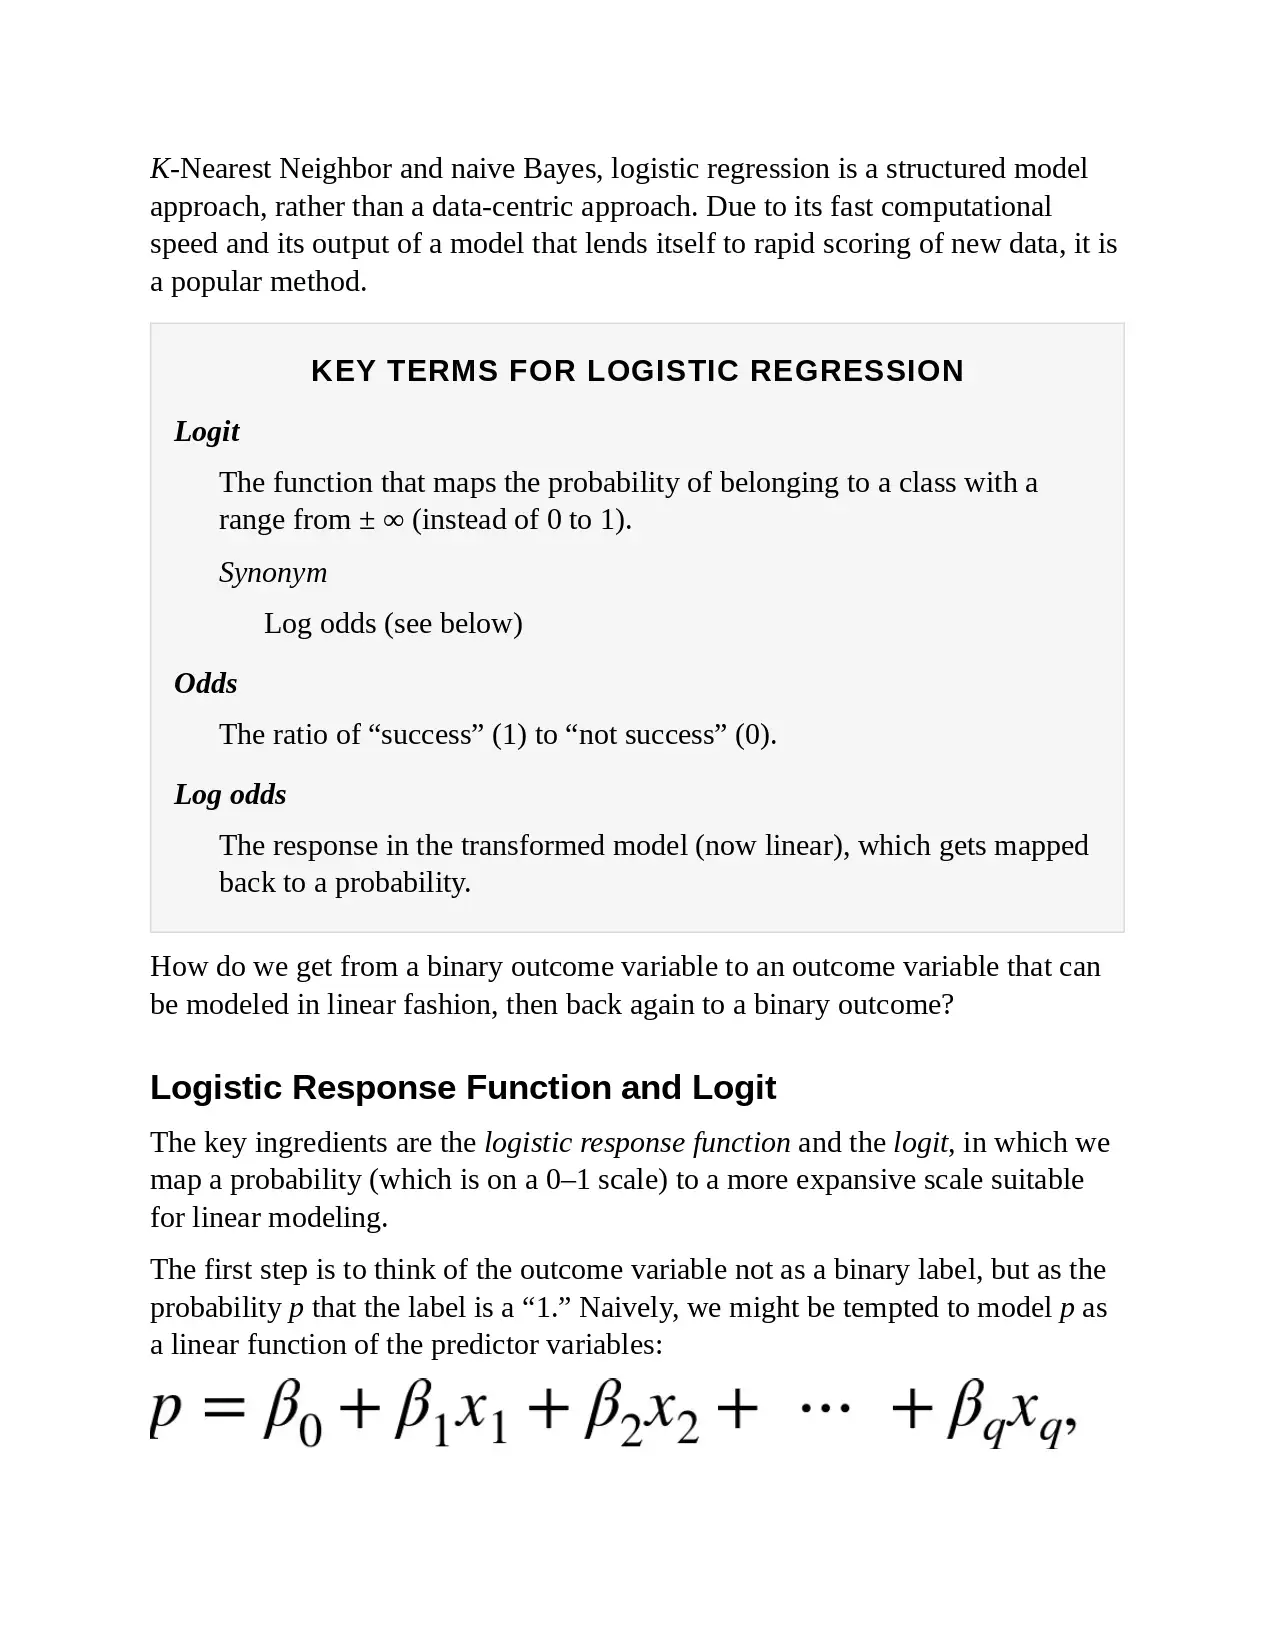 K-Nearest Neighbor and naive Bayes, logistic regression is a structured model
approach, rather than a data-centric approach. Due to its fast computational
speed and its output of a model that lends itself to rapid scoring of new data, it is
a popular method.
KEY TERMS FOR LOGISTIC REGRESSION
Logit
The function that maps the probability of belonging to a class with a
range from ± ∞ (instead of 0 to 1).
Synonym
Log odds (see below)
Odds
The ratio of “success” (1) to “not success” (0).
Log odds
The response in the transformed model (now linear), which gets mapped
back to a probability.
How do we get from a binary outcome variable to an outcome variable that can
be modeled in linear fashion, then back again to a binary outcome?
Logistic Response Function and Logit
The key ingredients are the logistic response function and the logit, in which we
map a probability (which is on a 0–1 scale) to a more expansive scale suitable
for linear modeling.
The first step is to think of the outcome variable not as a binary label, but as the
probability p that the label is a “1.” Naively, we might be tempted to model p as
a linear function of the predictor variables:
p = β₀ + β₁x₁ + β₂x₂ + ⋯ + β_q x_q,